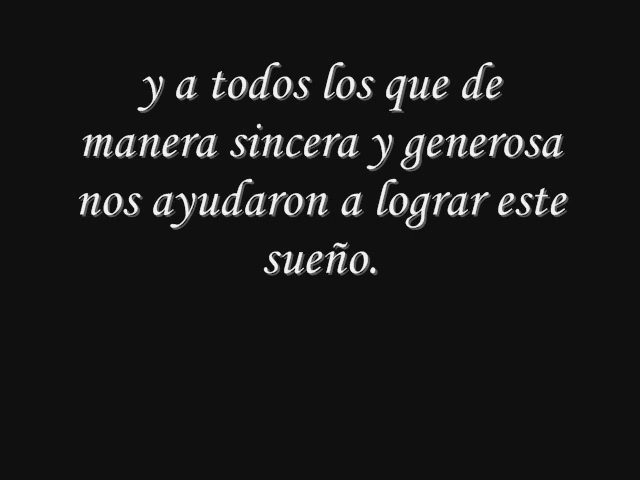 y a todos los que de
manera sincera y generosa
nos ayudaron a lograr este
sueño.